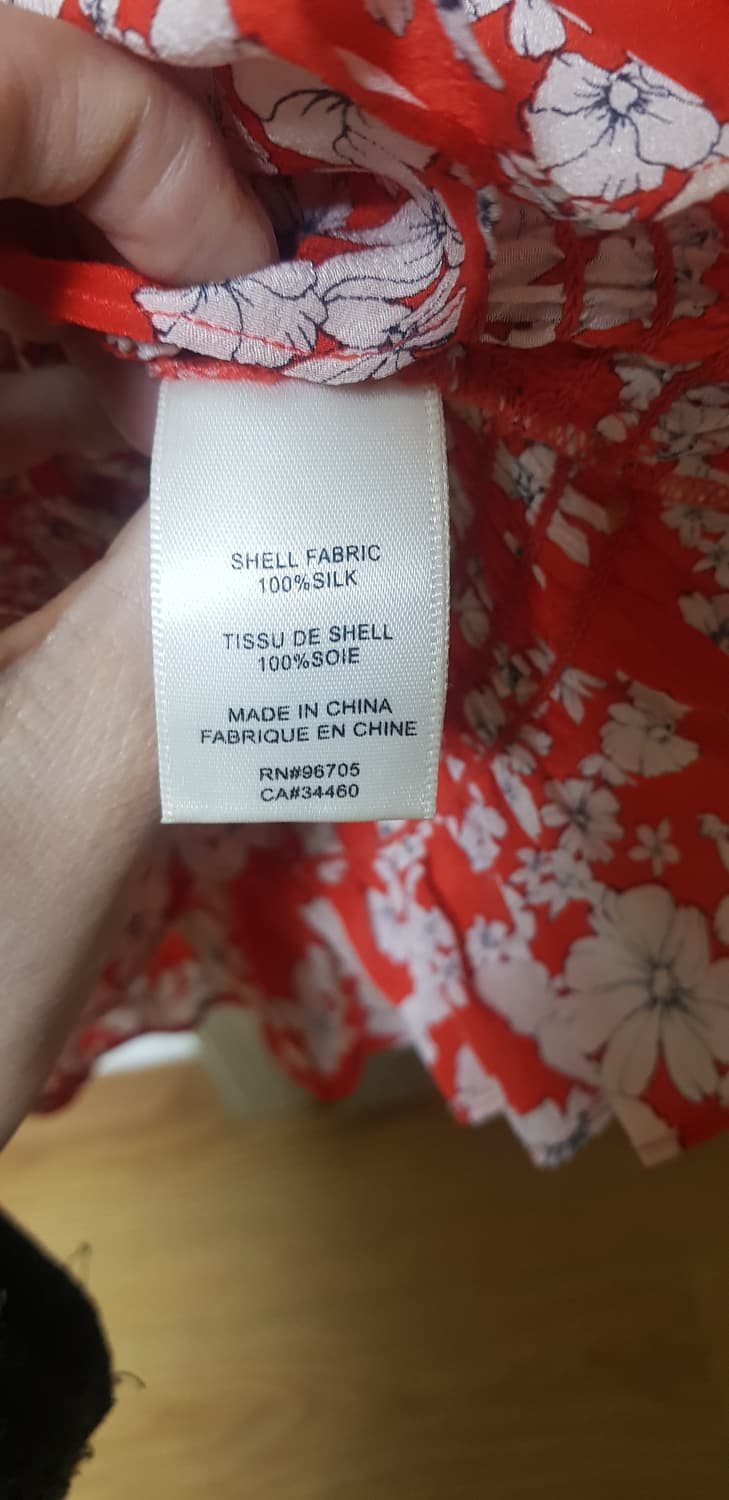 SHELL FABRIC
100%SILK
TISSU DE SHELL
100%SOIE
MADE IN CHINA
FABRIQUE EN CHINE
RN#96705
CA#34460